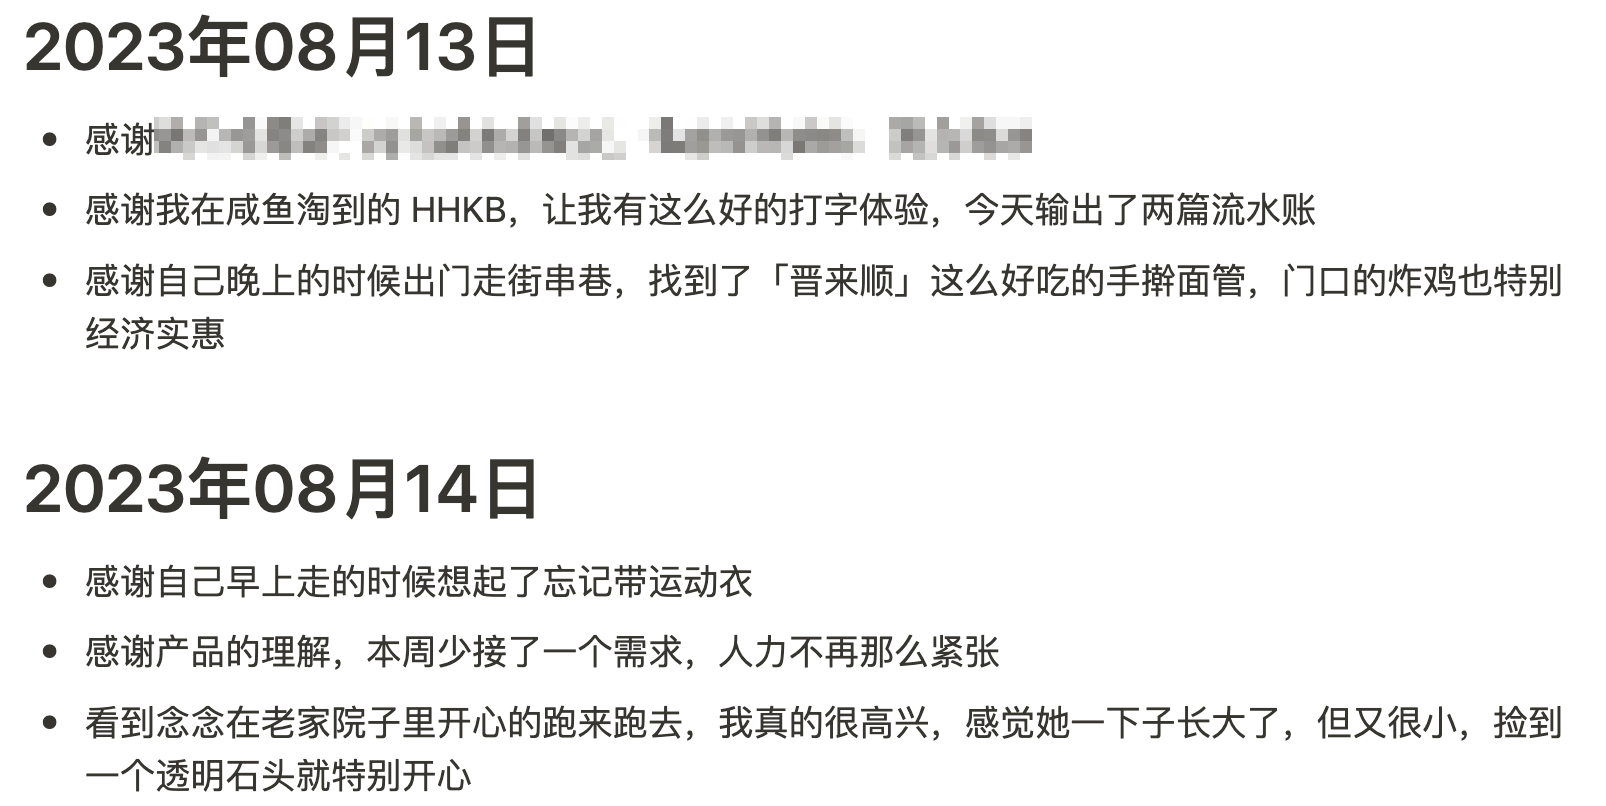 2023年08月13日
• 感谢
• 感谢我在咸鱼淘到的 HHKB，让我有这么好的打字体验，今天输出了两篇流水账
• 感谢自己晚上的时候出门走街串巷，找到了「晋来顺」这么好吃的手擀面管，门口的炸鸡也特别
经济实惠
2023年08月14日
• 感谢自己早上走的时候想起了忘记带运动衣
• 感谢产品的理解，本周少接了一个需求，人力不再那么紧张
• 看到念念在老家院子里开心的跑来跑去，我真的很高兴，感觉她一下子长大了，但又很小，捡到
一个透明石头就特别开心